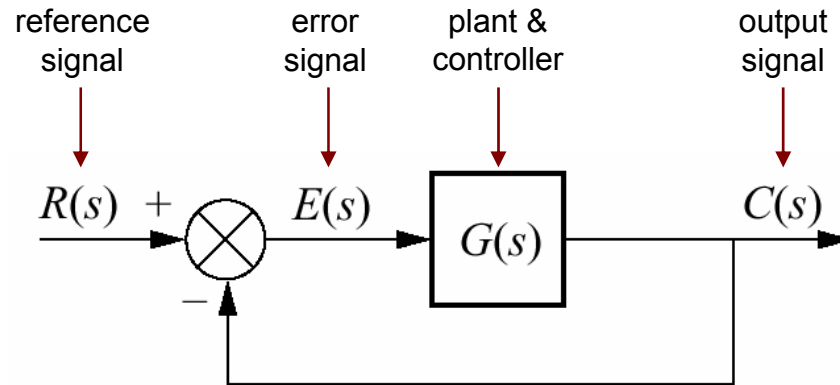 reference
signal
error
signal
plant &
controller
output
signal
R(s) +
E(s)
G(s)
C(s)
−